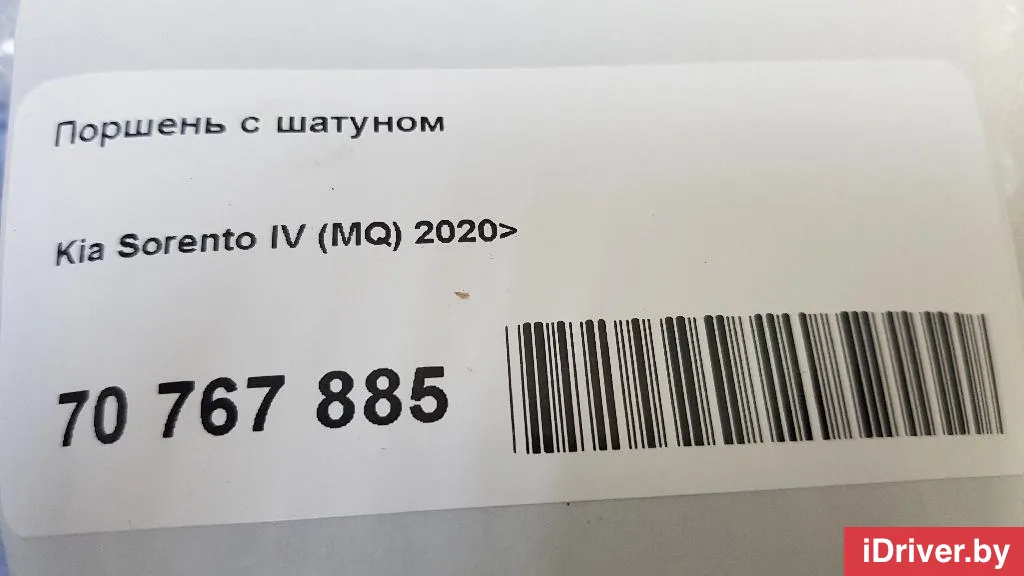 Поршень с шатуном
Kia Sorento IV (MQ) 2020>
70 767 885
iDriver.by